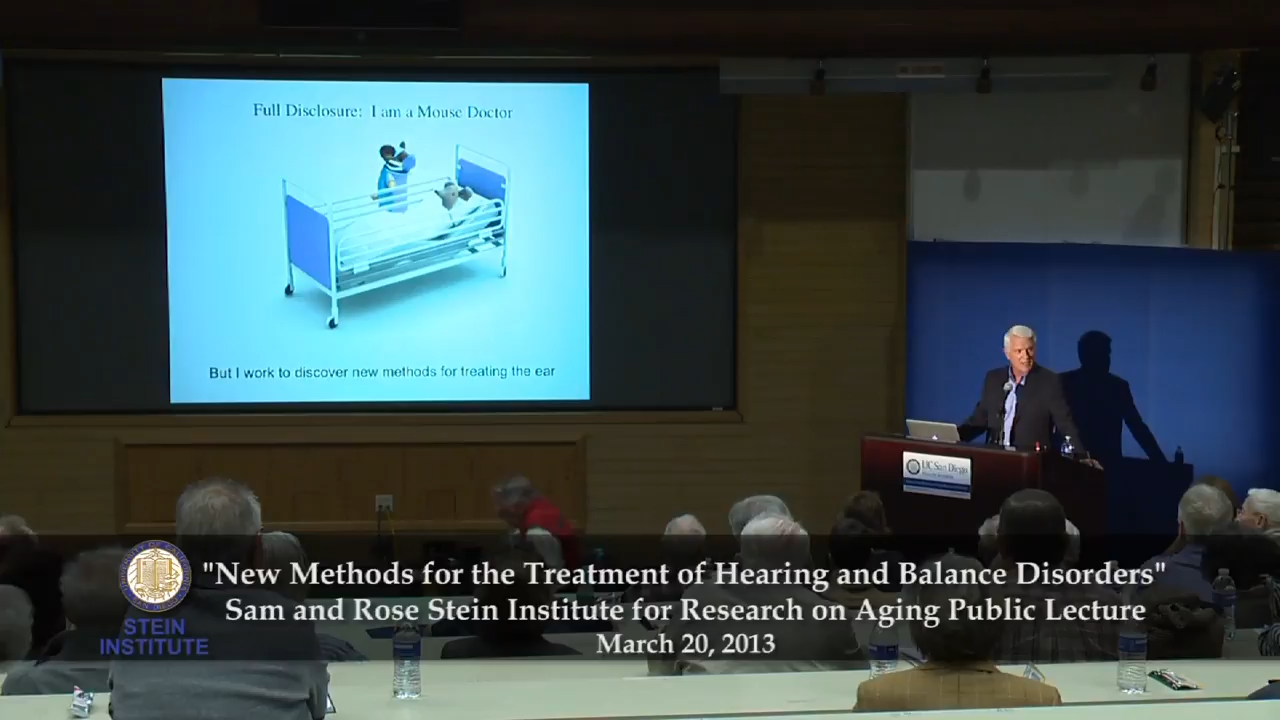 Full Disclosure: I am a Mouse Doctor
But I work to discover new methods for treating the ear
UC San Diego
"New Methods for the Treatment of Hearing and Balance Disorders"
Sam and Rose Stein Institute for Research on Aging Public Lecture
March 20, 2013
STEIN
INSTITUTE